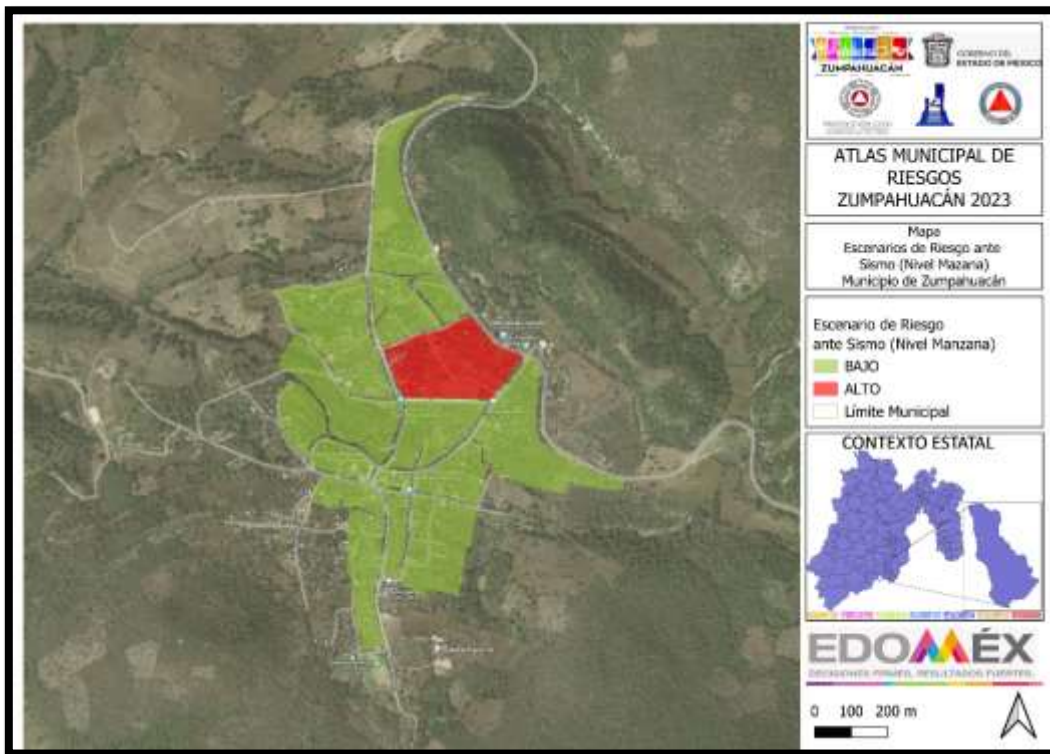 ZUMPAHUACÁN
GOBIERNO DEL
ESTADO DE MÉXICO
ATLAS MUNICIPAL DE
RIESGOS
ZUMPAHUACÁN 2023
Mapa
Escenarios de Riesgo ante
Sismo (Nivel Mazana)
Municipio de Zumpahuacán
Escenario de Riesgo
ante Sismo (Nivel Manzana)
BAJO
ALTO
Límite Municipal
CONTEXTO ESTATAL
EDOMÉX
DECISIONES FIRMES, RESULTADOS FUERTES.
0 100 200 m